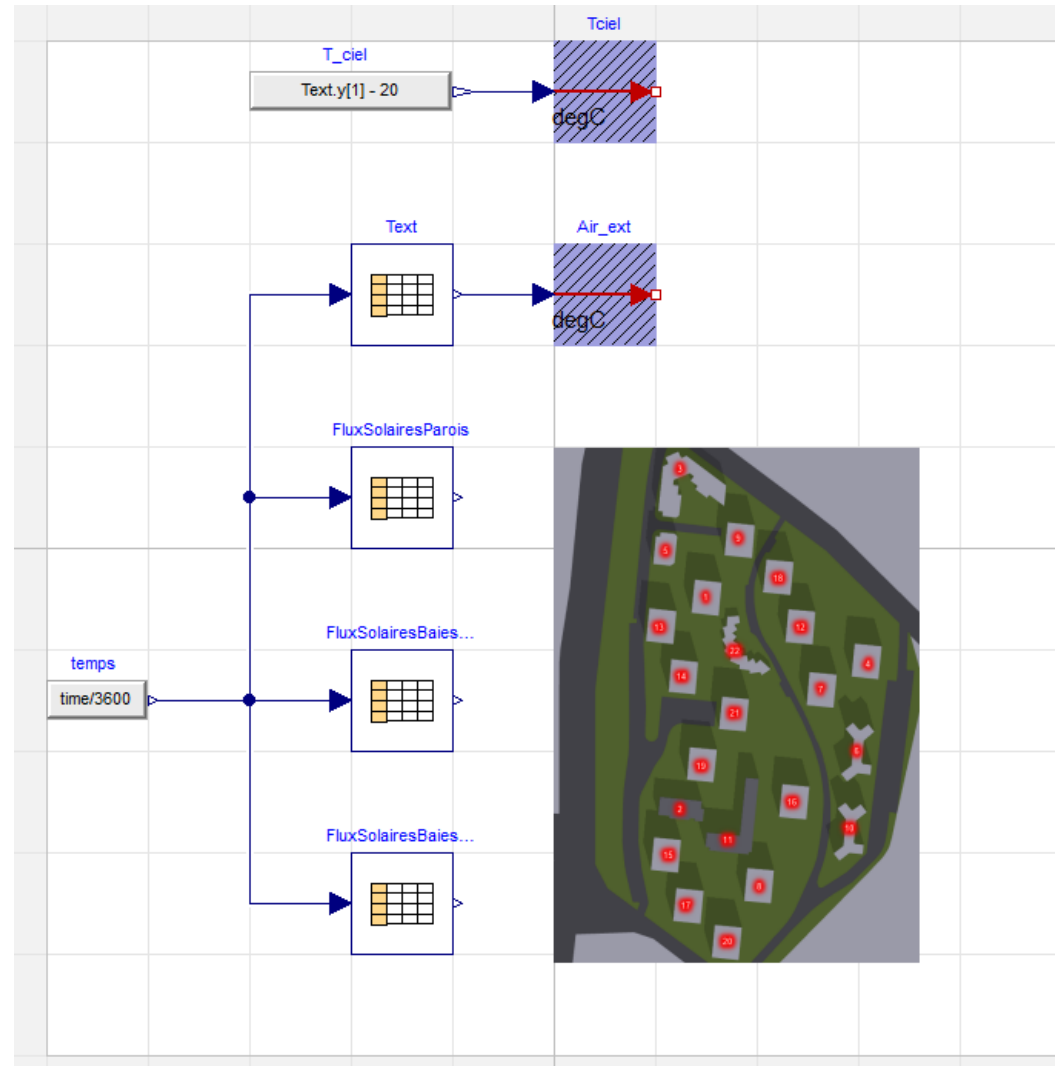 Tciel
T_ciel
Text.y[1] - 20
degC
Text
Air_ext
degC
FluxSolairesParois
FluxSolairesBaies...
temps
time/3600
FluxSolairesBaies...
3
5
9
18
1
13
12
22
4
14
7
21
6
19
16
2
10
11
15
8
17
20